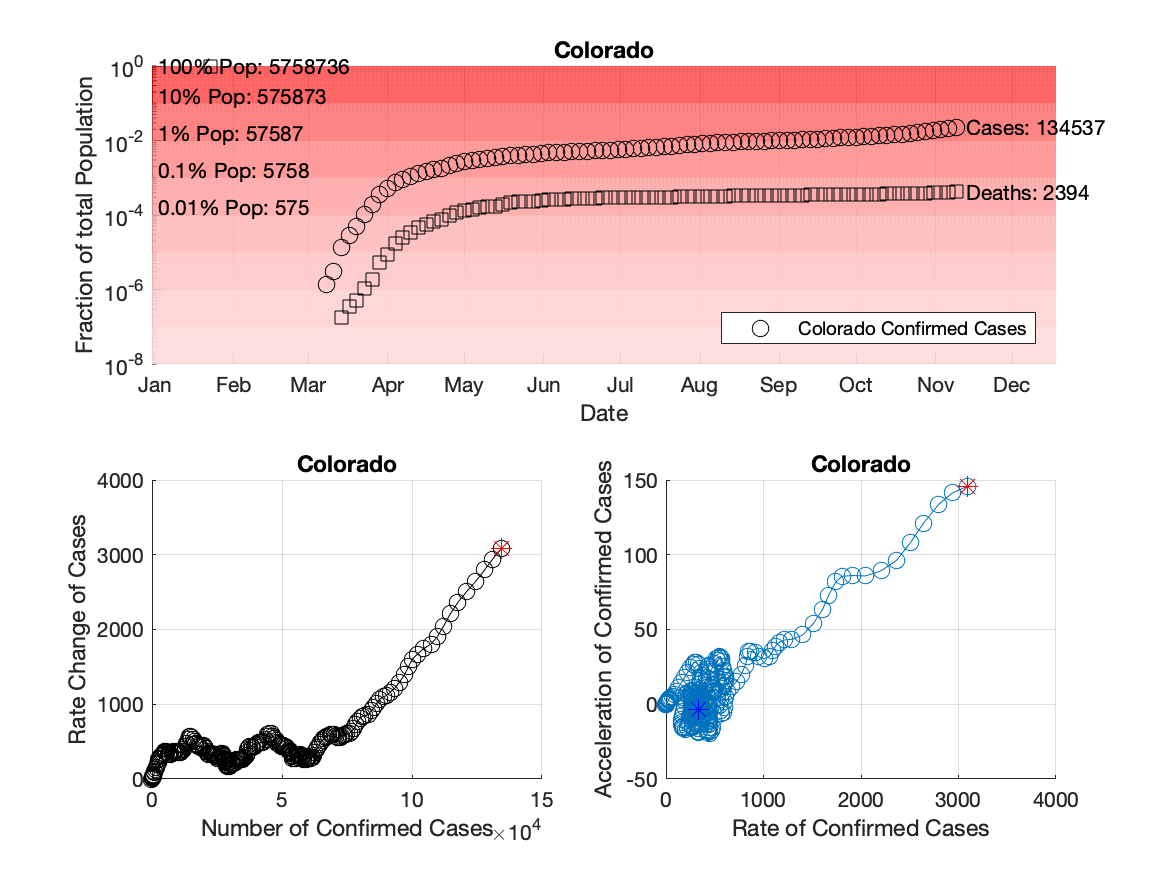 Colorado
10^0
10^-2
10^-4
10^-6
10^-8
Fraction of total Population
100% Pop: 5758736
10% Pop: 575873
1% Pop: 57587
0.1% Pop: 5758
0.01% Pop: 575
Cases: 134537
Deaths: 2394
Colorado Confirmed Cases
Jan Feb Mar Apr May Jun Jul Aug Sep Oct Nov Dec
Date
Colorado
4000
3000
2000
1000
0
Rate Change of Cases
0 5 10 15
Number of Confirmed Cases ×10^4
Colorado
150
100
50
0
-50
Acceleration of Confirmed Cases
0 1000 2000 3000 4000
Rate of Confirmed Cases